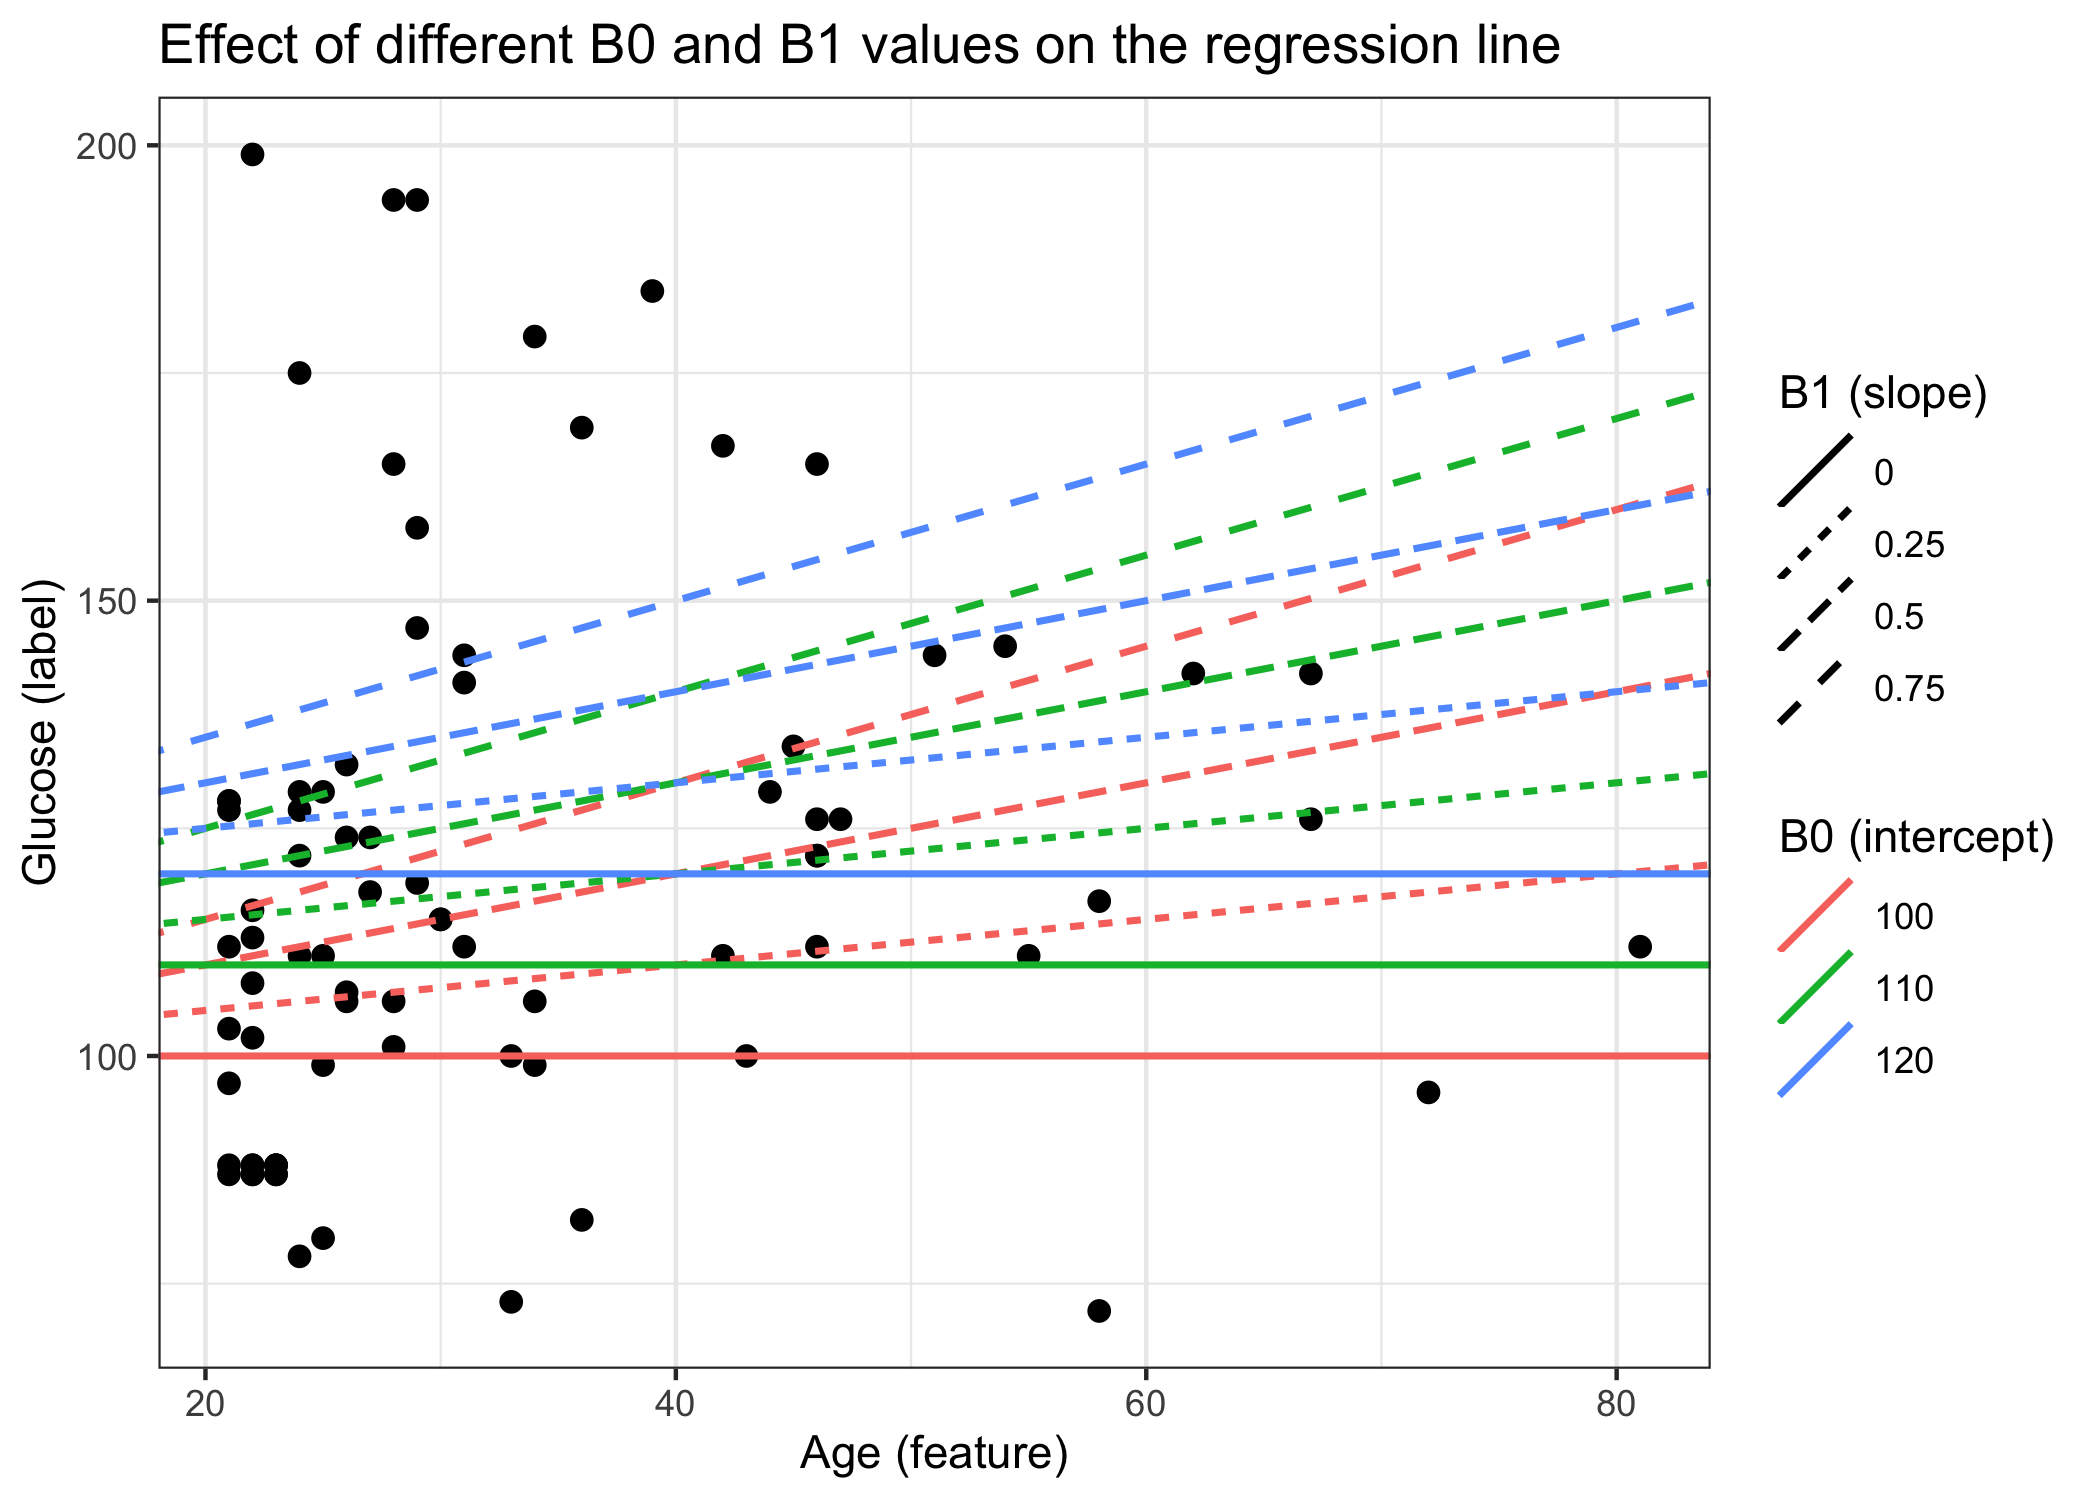 Effect of different B0 and B1 values on the regression line
Glucose (label)
200
150
100
20 40 60 80
Age (feature)
B1 (slope)
0
0.25
0.5
0.75
B0 (intercept)
100
110
120